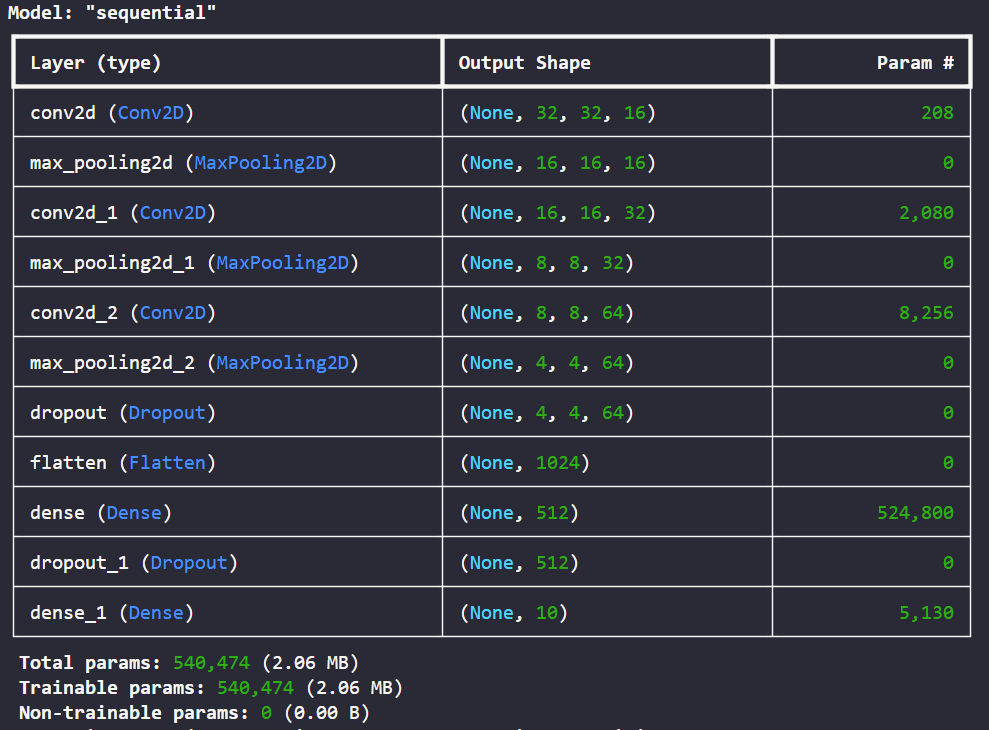 Model: "sequential"
Layer (type) Output Shape Param #
conv2d (Conv2D) (None, 32, 32, 16) 208
max_pooling2d (MaxPooling2D) (None, 16, 16, 16) 0
conv2d_1 (Conv2D) (None, 16, 16, 32) 2,080
max_pooling2d_1 (MaxPooling2D) (None, 8, 8, 32) 0
conv2d_2 (Conv2D) (None, 8, 8, 64) 8,256
max_pooling2d_2 (MaxPooling2D) (None, 4, 4, 64) 0
dropout (Dropout) (None, 4, 4, 64) 0
flatten (Flatten) (None, 1024) 0
dense (Dense) (None, 512) 524,800
dropout_1 (Dropout) (None, 512) 0
dense_1 (Dense) (None, 10) 5,130
Total params: 540,474 (2.06 MB)
Trainable params: 540,474 (2.06 MB)
Non-trainable params: 0 (0.00 B)